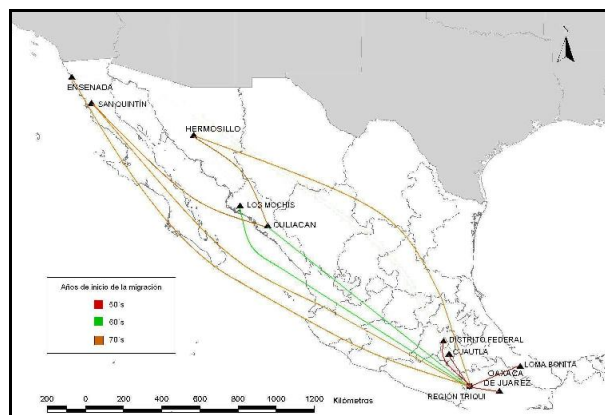 ENSENADA
SAN QUINTÍN
HERMOSILLO
LOS MOCHIS
CULIACAN
Años de inicio de la migración
50's
60's
70's
DISTRITO FEDERAL
CUAUTLA
LOMA BONITA
OAXACA
DE JUAREZ
REGIÓN TRIQUI
200 0 200 400 600 800 1000 1200 Kilómetros